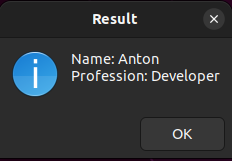 Result
Name: Anton
Profession: Developer
OK